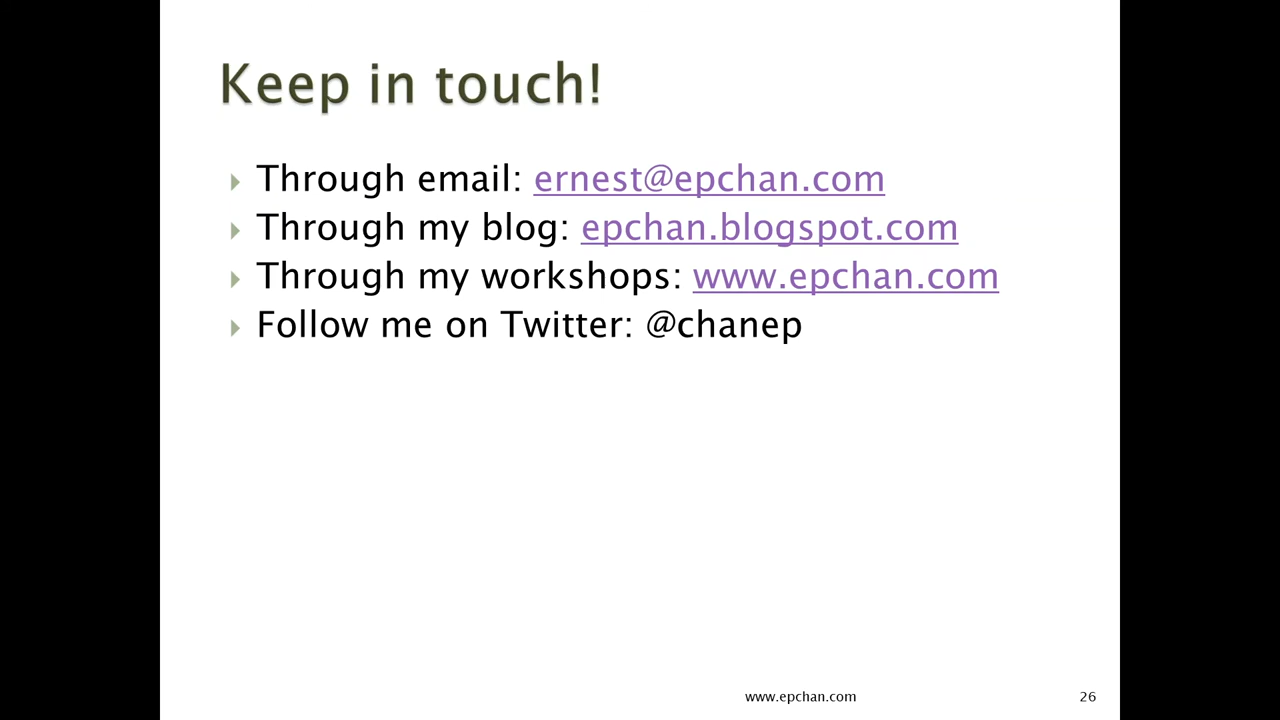 Keep in touch!
Through email: ernest@epchan.com
Through my blog: epchan.blogspot.com
Through my workshops: www.epchan.com
Follow me on Twitter: @chanep
www.epchan.com
26